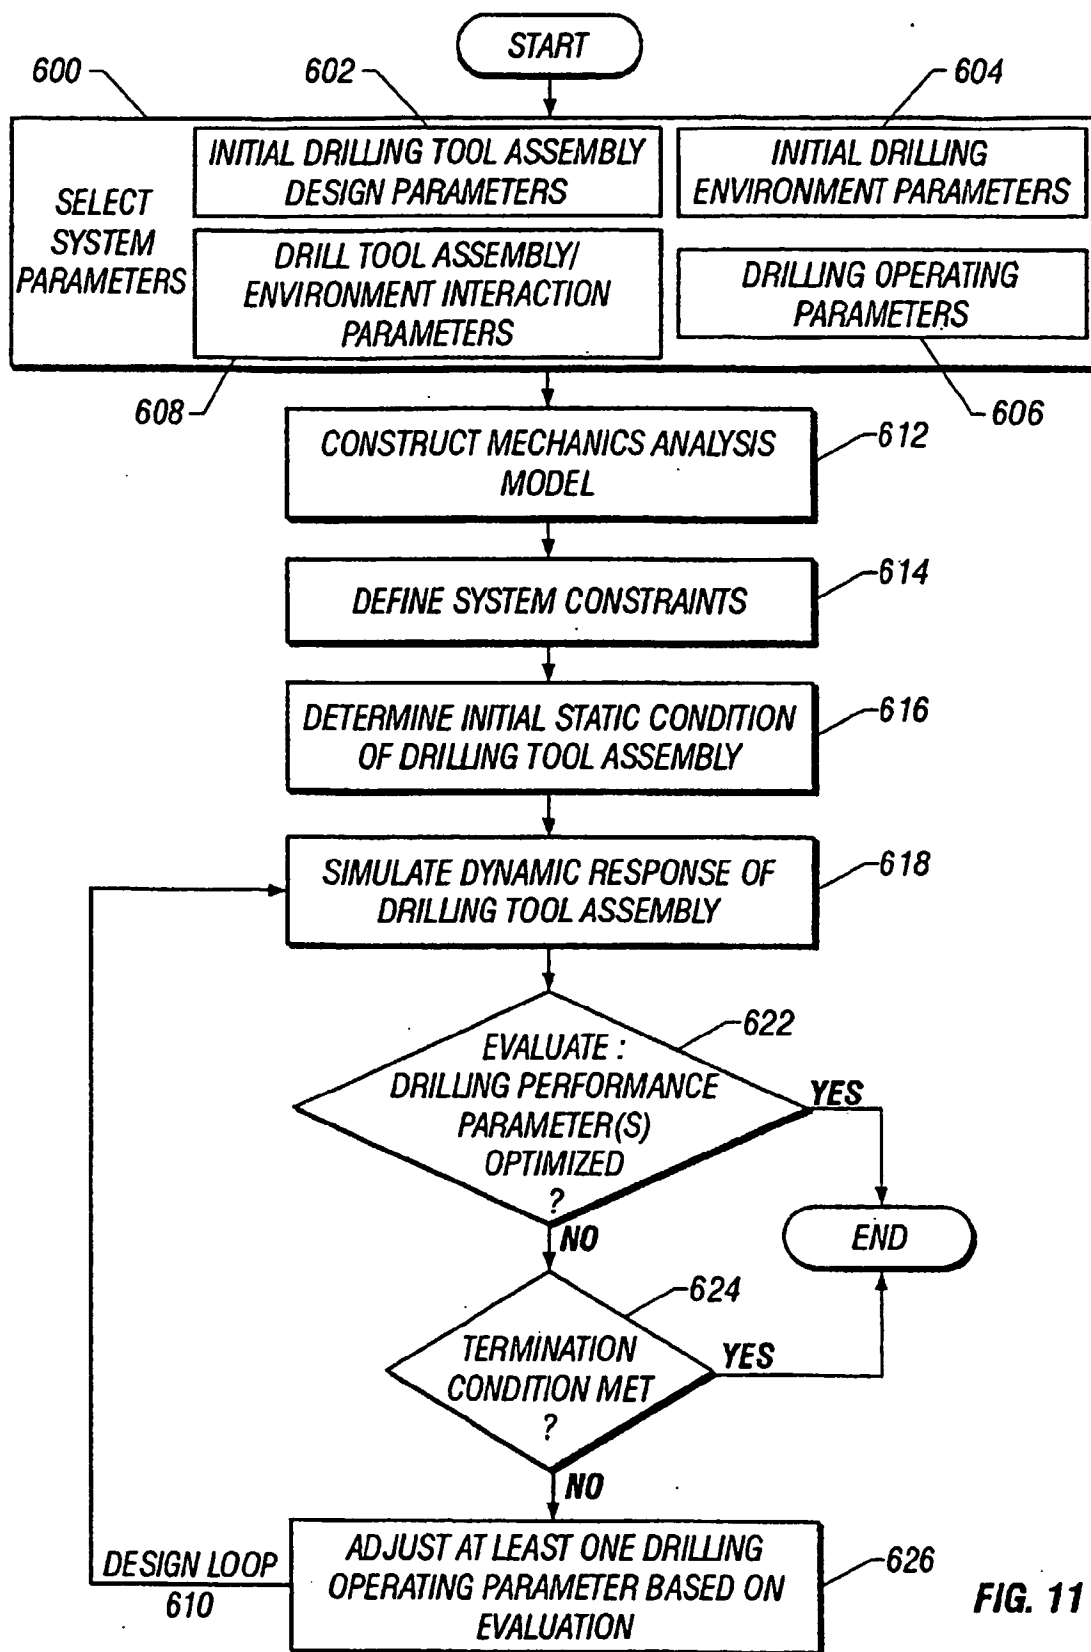 START
600
602
604
SELECT
SYSTEM
PARAMETERS
INITIAL DRILLING TOOL ASSEMBLY
DESIGN PARAMETERS
INITIAL DRILLING
ENVIRONMENT PARAMETERS
DRILL TOOL ASSEMBLY/
ENVIRONMENT INTERACTION
PARAMETERS
DRILLING OPERATING
PARAMETERS
608
606
CONSTRUCT MECHANICS ANALYSIS
MODEL
612
DEFINE SYSTEM CONSTRAINTS
614
DETERMINE INITIAL STATIC CONDITION
OF DRILLING TOOL ASSEMBLY
616
SIMULATE DYNAMIC RESPONSE OF
DRILLING TOOL ASSEMBLY
618
EVALUATE :
DRILLING PERFORMANCE
PARAMETER(S)
OPTIMIZED
?
622
YES
NO
END
TERMINATION
CONDITION MET
?
624
YES
NO
ADJUST AT LEAST ONE DRILLING
OPERATING PARAMETER BASED ON
EVALUATION
626
DESIGN LOOP
610
FIG. 11